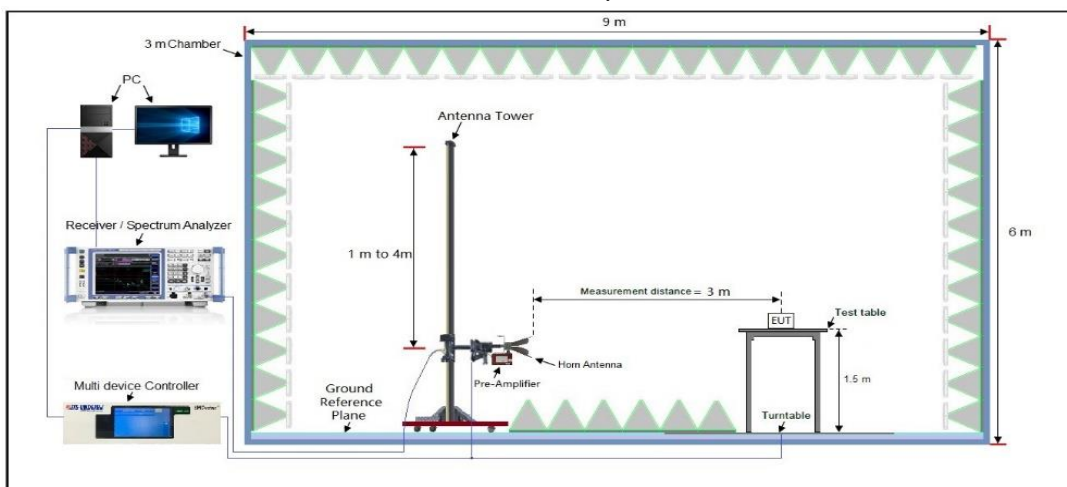 9 m
3 m Chamber
PC
Antenna Tower
Receiver / Spectrum Analyzer
1 m to 4m
6 m
Measurement distance = 3 m
EUT
Test table
Horn Antenna
Pre-Amplifier
1.5 m
Multi device Controller
Ground
Reference
Plane
Turntable